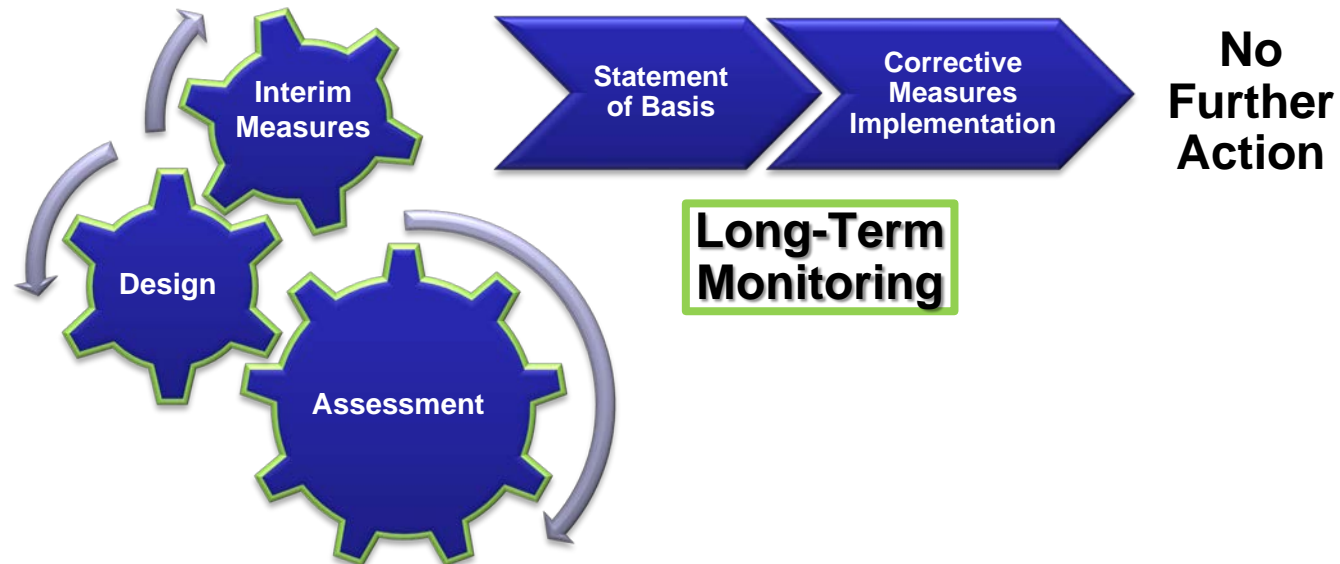 Interim
Measures
Design
Assessment
Statement
of Basis
Corrective
Measures
Implementation
No
Further
Action
Long-Term
Monitoring